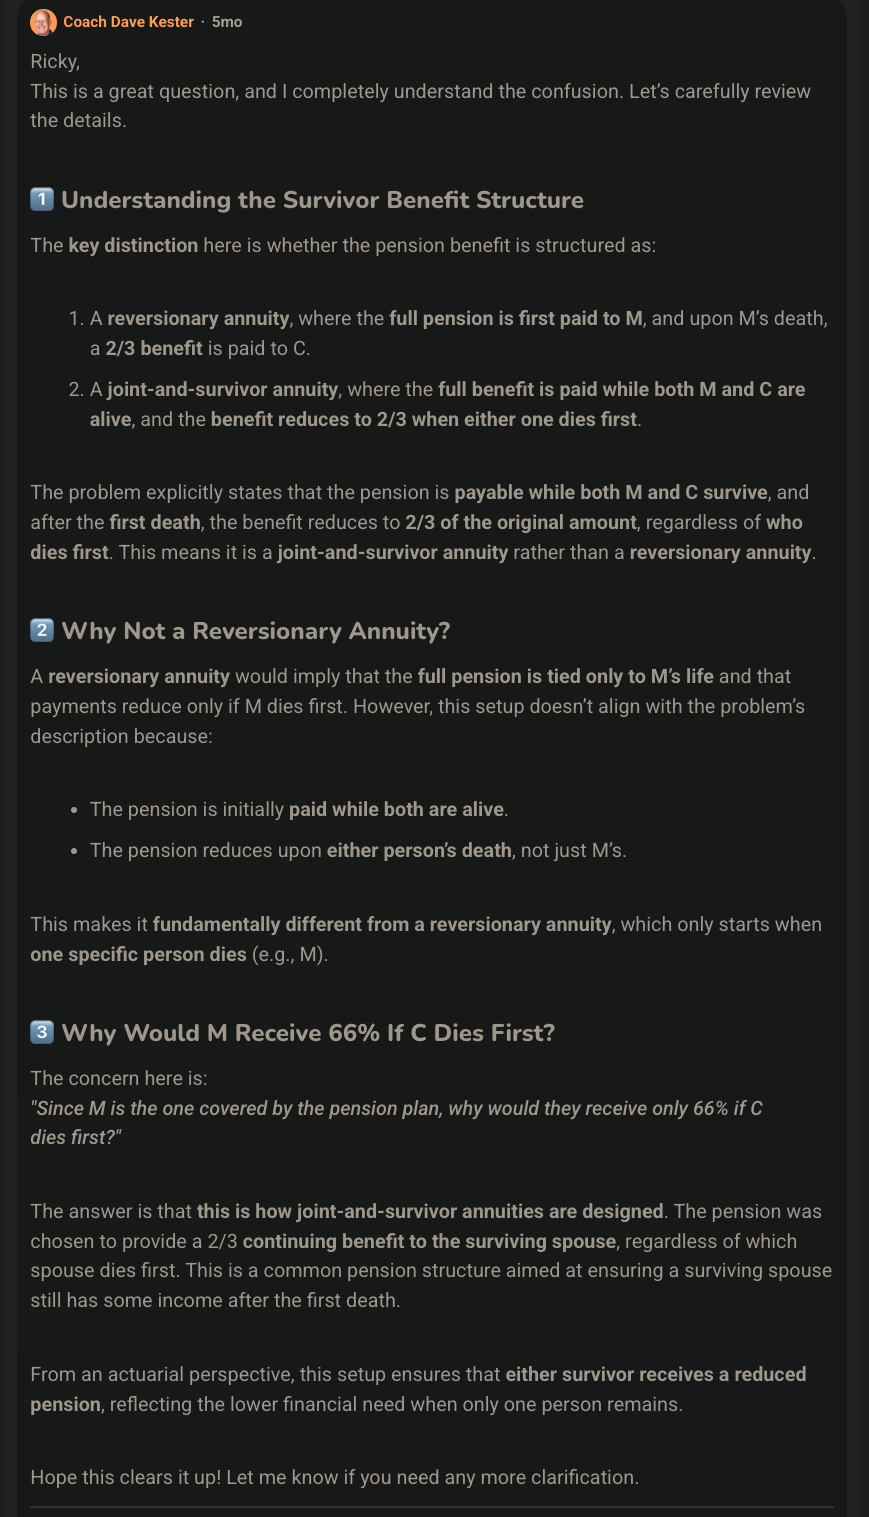 Coach Dave Kester · 5mo
Ricky,
This is a great question, and I completely understand the confusion. Let’s carefully review
the details.
1 Understanding the Survivor Benefit Structure
The key distinction here is whether the pension benefit is structured as:
1. A reversionary annuity, where the full pension is first paid to M, and upon M’s death,
a 2/3 benefit is paid to C.
2. A joint-and-survivor annuity, where the full benefit is paid while both M and C are
alive, and the benefit reduces to 2/3 when either one dies first.
The problem explicitly states that the pension is payable while both M and C survive, and
after the first death, the benefit reduces to 2/3 of the original amount, regardless of who
dies first. This means it is a joint-and-survivor annuity rather than a reversionary annuity.
2 Why Not a Reversionary Annuity?
A reversionary annuity would imply that the full pension is tied only to M’s life and that
payments reduce only if M dies first. However, this setup doesn’t align with the problem’s
description because:
• The pension is initially paid while both are alive.
• The pension reduces upon either person’s death, not just M’s.
This makes it fundamentally different from a reversionary annuity, which only starts when
one specific person dies (e.g., M).
3 Why Would M Receive 66% If C Dies First?
The concern here is:
"Since M is the one covered by the pension plan, why would they receive only 66% if C
dies first?"
The answer is that this is how joint-and-survivor annuities are designed. The pension was
chosen to provide a 2/3 continuing benefit to the surviving spouse, regardless of which
spouse dies first. This is a common pension structure aimed at ensuring a surviving spouse
still has some income after the first death.
From an actuarial perspective, this setup ensures that either survivor receives a reduced
pension, reflecting the lower financial need when only one person remains.
Hope this clears it up! Let me know if you need any more clarification.